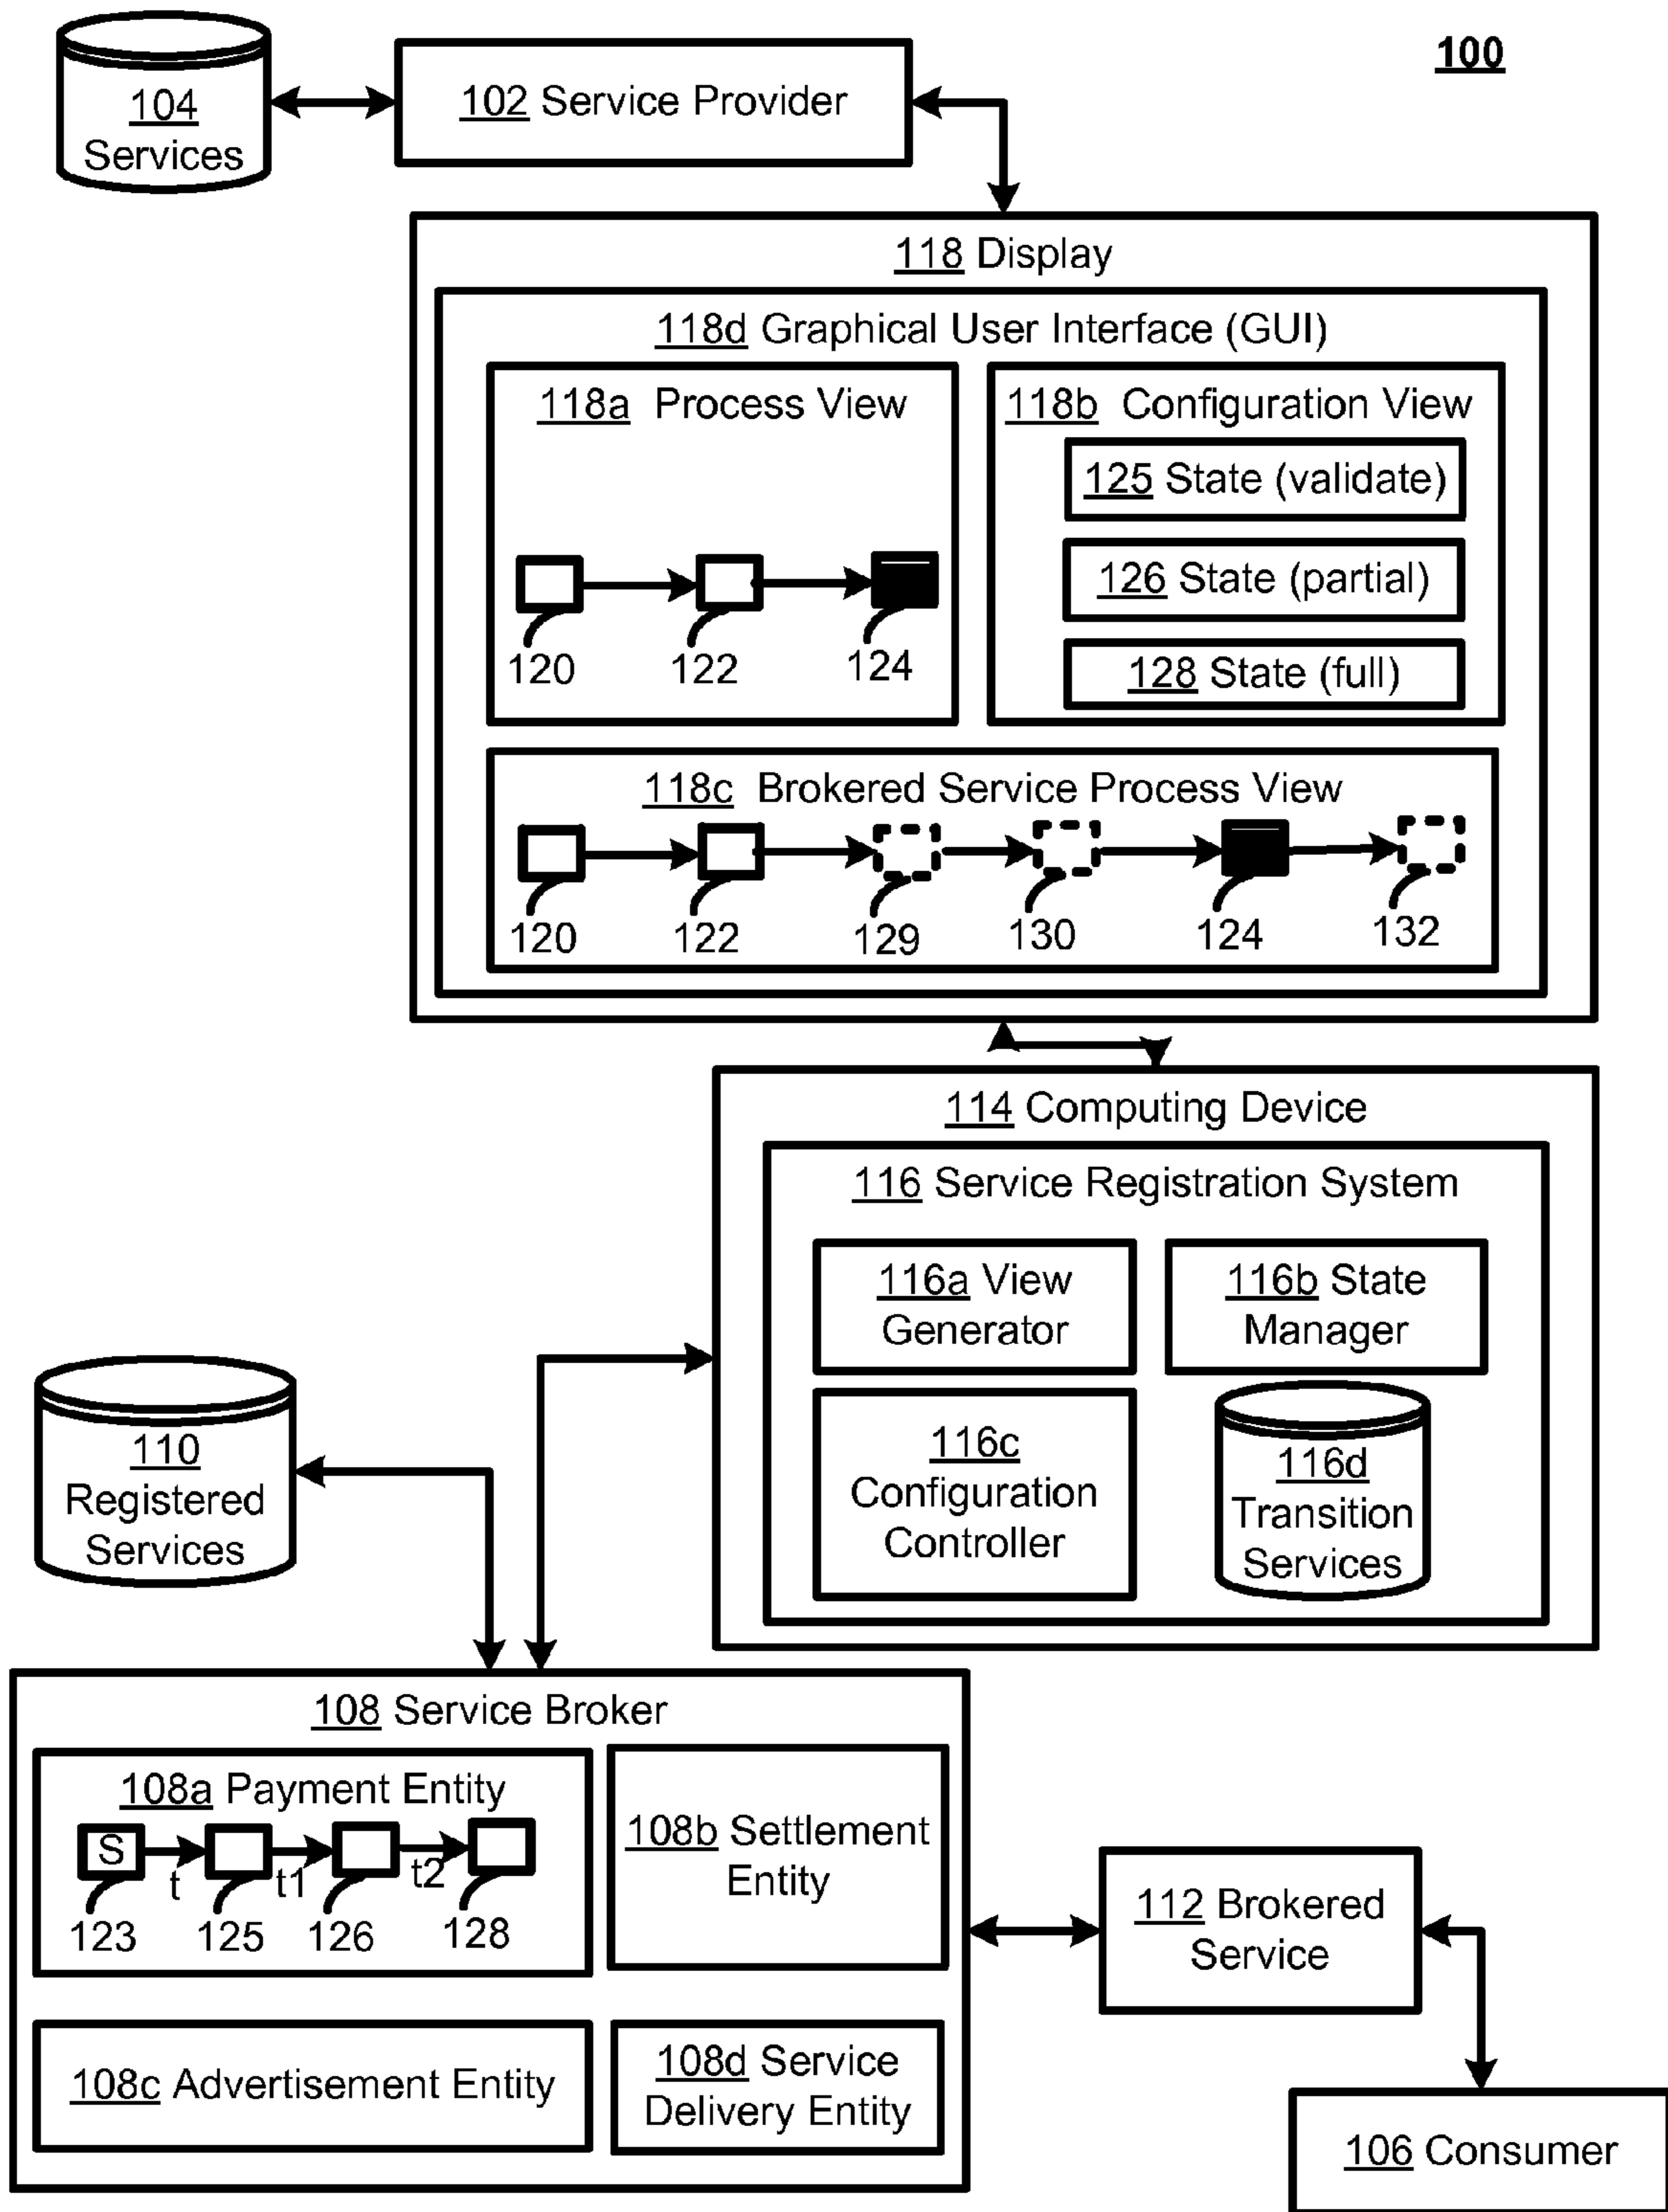 100
104
Services
102 Service Provider
118 Display
118d Graphical User Interface (GUI)
118a Process View
120
122
124
118b Configuration View
125 State (validate)
126 State (partial)
128 State (full)
118c Brokered Service Process View
120
122
129
130
124
132
114 Computing Device
116 Service Registration System
116a View
Generator
116b State
Manager
116c
Configuration
Controller
116d
Transition
Services
110
Registered
Services
108 Service Broker
108a Payment Entity
S
t
t1
t2
123
125
126
128
108b Settlement
Entity
108c Advertisement Entity
108d Service
Delivery Entity
112 Brokered
Service
106 Consumer